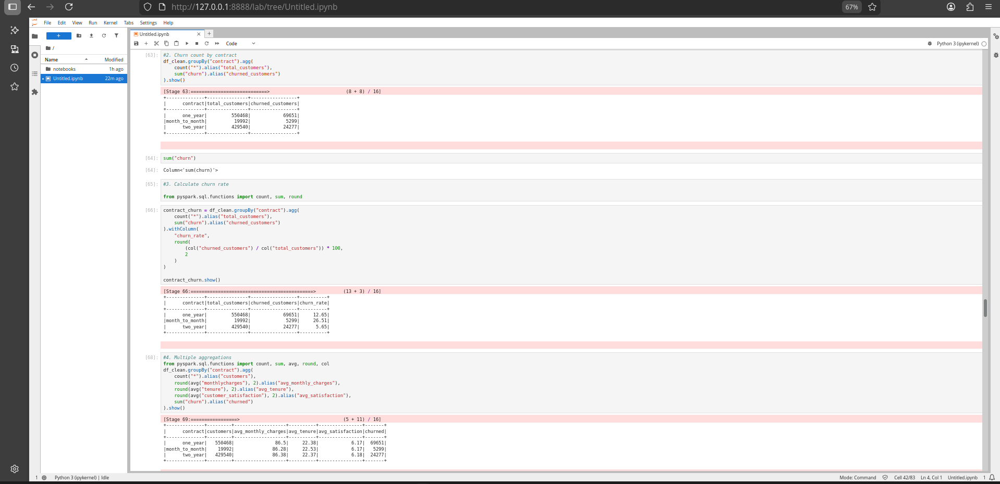 http://127.0.0.1:8888/lab/tree/Untitled.ipynb
67%
File Edit View Run Kernel Tabs Settings Help
+
/
Name Modified
notebooks 1h ago
Untitled.ipynb 22m ago
Untitled.ipynb
Code
Python 3 (ipykernel)
[63]: #2. Churn count by contract
df_clean.groupBy("contract").agg(
    count("*").alias("total_customers"),
    sum("churn").alias("churned_customers")
).show()
[Stage 63:============================>                            (8 + 8) / 16]
+--------------+---------------+-----------------+
|      contract|total_customers|churned_customers|
+--------------+---------------+-----------------+
|      one_year|         550468|            69651|
|month_to_month|          19992|             5299|
|      two_year|         429540|            24277|
+--------------+---------------+-----------------+
[64]: sum("churn")
[64]: Column<'sum(churn)'>
[65]: #3. Calculate churn rate
from pyspark.sql.functions import count, sum, round
[66]: contract_churn = df_clean.groupBy("contract").agg(
    count("*").alias("total_customers"),
    sum("churn").alias("churned_customers")
).withColumn(
    "churn_rate",
    round(
        (col("churned_customers") / col("total_customers")) * 100,
        2
    )
)
contract_churn.show()
[Stage 66:=============================================>          (13 + 3) / 16]
+--------------+---------------+-----------------+----------+
|      contract|total_customers|churned_customers|churn_rate|
+--------------+---------------+-----------------+----------+
|      one_year|         550468|            69651|     12.65|
|month_to_month|          19992|             5299|     26.51|
|      two_year|         429540|            24277|      5.65|
+--------------+---------------+-----------------+----------+
[68]: #4. Multiple aggregations
from pyspark.sql.functions import count, sum, avg, round, col
df_clean.groupBy("contract").agg(
    count("*").alias("customers"),
    round(avg("monthlycharges"), 2).alias("avg_monthly_charges"),
    round(avg("tenure"), 2).alias("avg_tenure"),
    round(avg("customer_satisfaction"), 2).alias("avg_satisfaction"),
    sum("churn").alias("churned")
).show()
[Stage 69:=================>                                      (5 + 11) / 16]
+--------------+---------+-------------------+----------+----------------+-------+
|      contract|customers|avg_monthly_charges|avg_tenure|avg_satisfaction|churned|
+--------------+---------+-------------------+----------+----------------+-------+
|      one_year|   550468|               86.5|     22.38|            6.17|  69651|
|month_to_month|    19992|              86.28|     22.53|            6.17|   5299|
|      two_year|   429540|              86.38|     22.37|            6.18|  24277|
+--------------+---------+-------------------+----------+----------------+-------+
1 Python 3 (ipykernel) | Idle Mode: Command Cell 42/83 Ln 4, Col 1 Untitled.ipynb 1